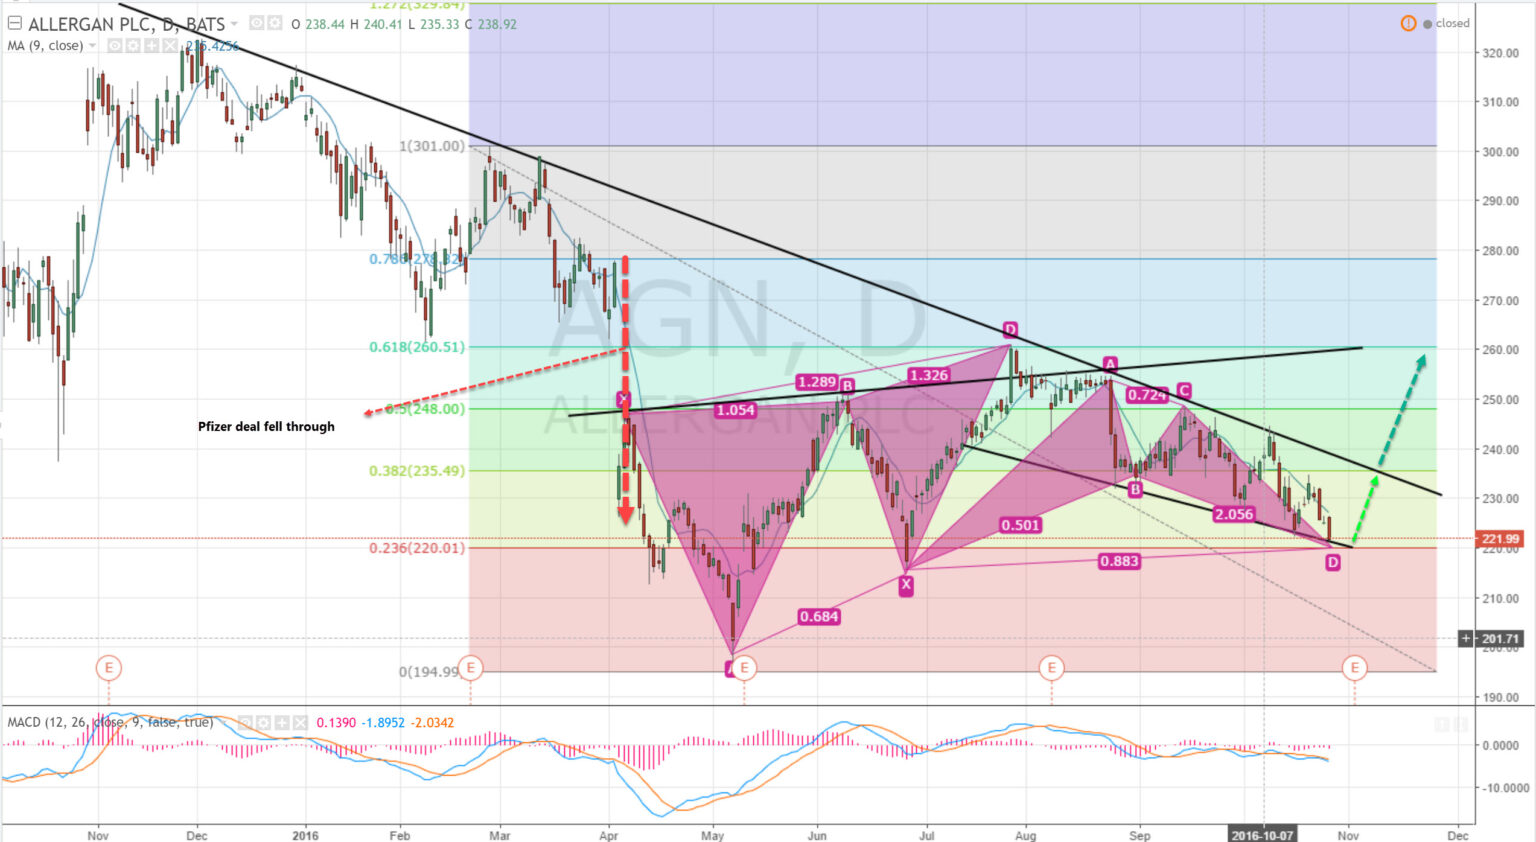 1.272(329.84)
ALLERGAN PLC, D, BATS O 238.44 H 240.41 L 235.33 C 238.92
closed
MA (9, close) 235.4256
320.00
310.00
1(301.00)
300.00
290.00
280.00
0.786(278.32)
AGN, D
270.00
D
0.618(260.51)
260.00
A
1.326
1.289
B
X
0.724
C
250.00
0.5(248.00)
1.054
ALLERGAN PLC
Pfizer deal fell through
240.00
0.382(235.49)
B
230.00
2.056
0.501
221.99
0.236(220.01)
220.00
0.883
D
X
210.00
0.684
201.71
200.00
0(194.99)
E
E
E
E
E
190.00
MACD (12, 26, close, 9, false, true) 0.1390 -1.8952 -2.0342
0.0000
-10.0000
Nov Dec 2016 Feb Mar Apr May Jun Jul Aug Sep 2016-10-07 Nov Dec